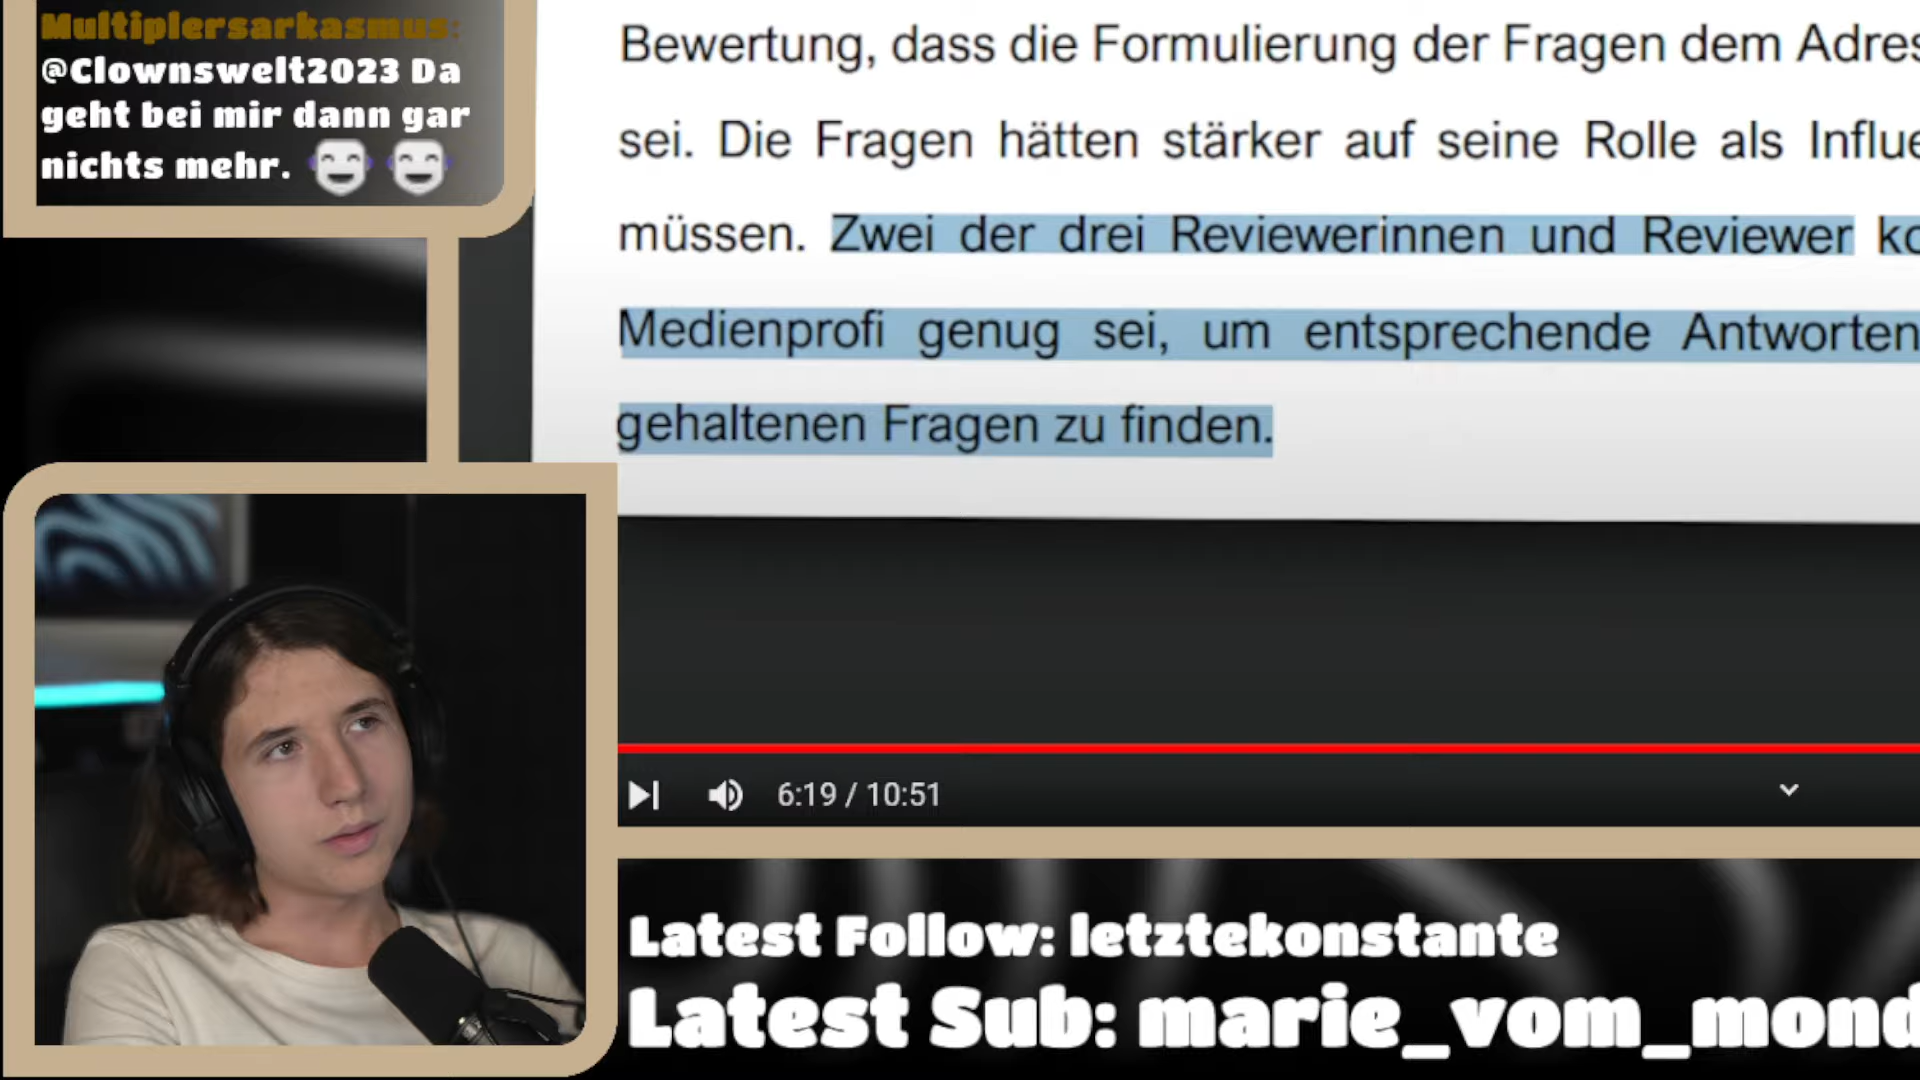 Multiplersarkasmus:
@Clownswelt2023 Da
geht bei mir dann gar
nichts mehr.
Bewertung, dass die Formulierung der Fragen dem
sei. Die Fragen hätten stärker auf seine Rolle als
müssen. Zwei der drei Reviewerinnen und Reviewer
Medienprofi genug sei, um entsprechende Antworten
gehaltenen Fragen zu finden.
6:19 / 10:51
Latest Follow: letztekonstante
Latest Sub: marie_vom_mond